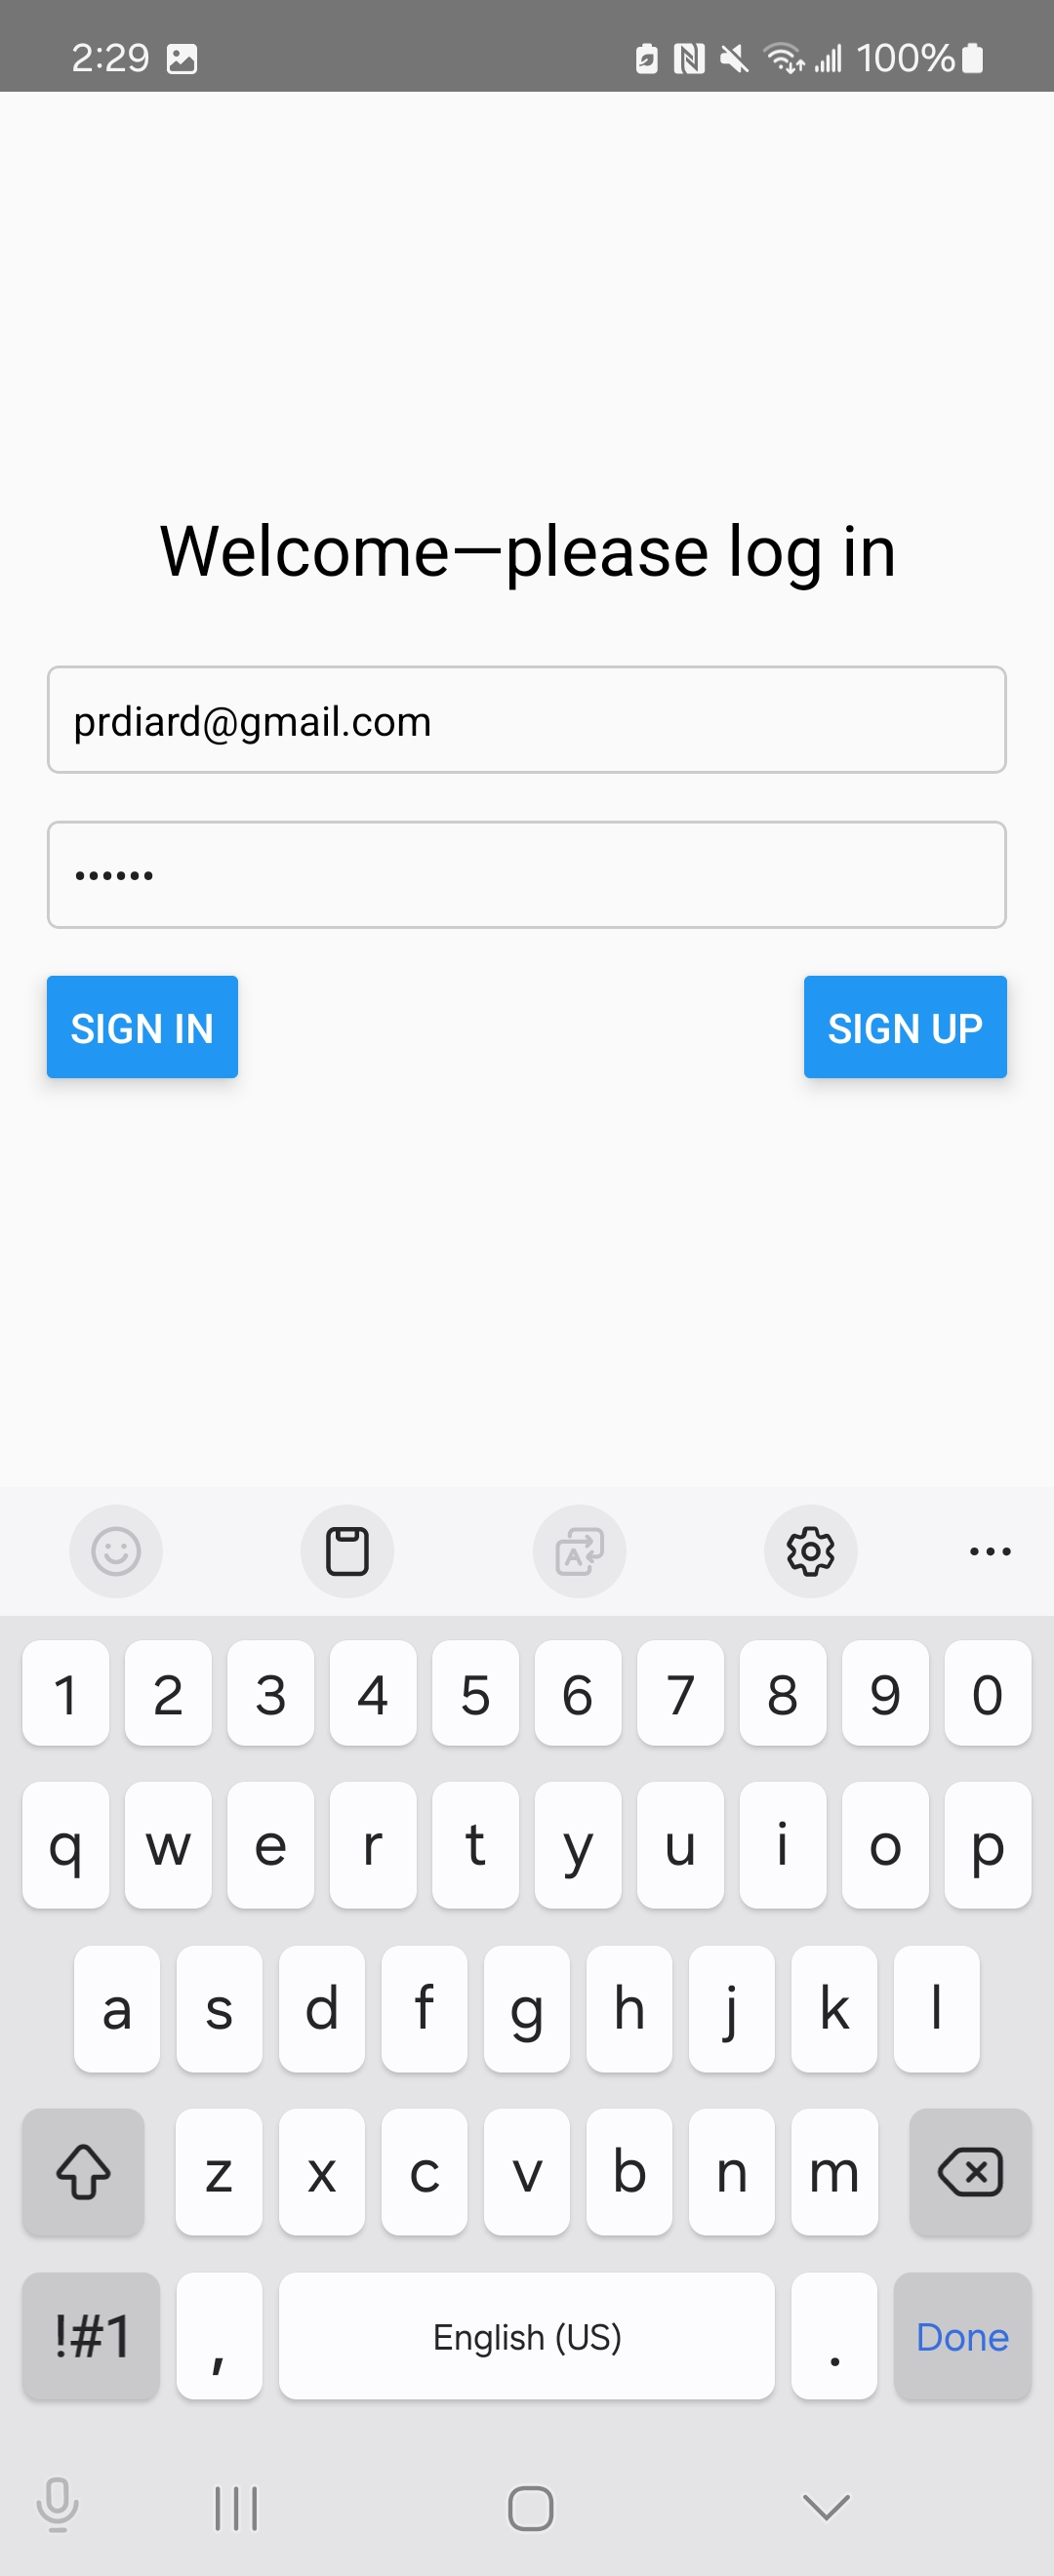 2:29 100%
Welcome—please log in
prdiard@gmail.com
••••••
SIGN IN SIGN UP
1 2 3 4 5 6 7 8 9 0
q w e r t y u i o p
a s d f g h j k l
z x c v b n m
!#1 , English (US) . Done